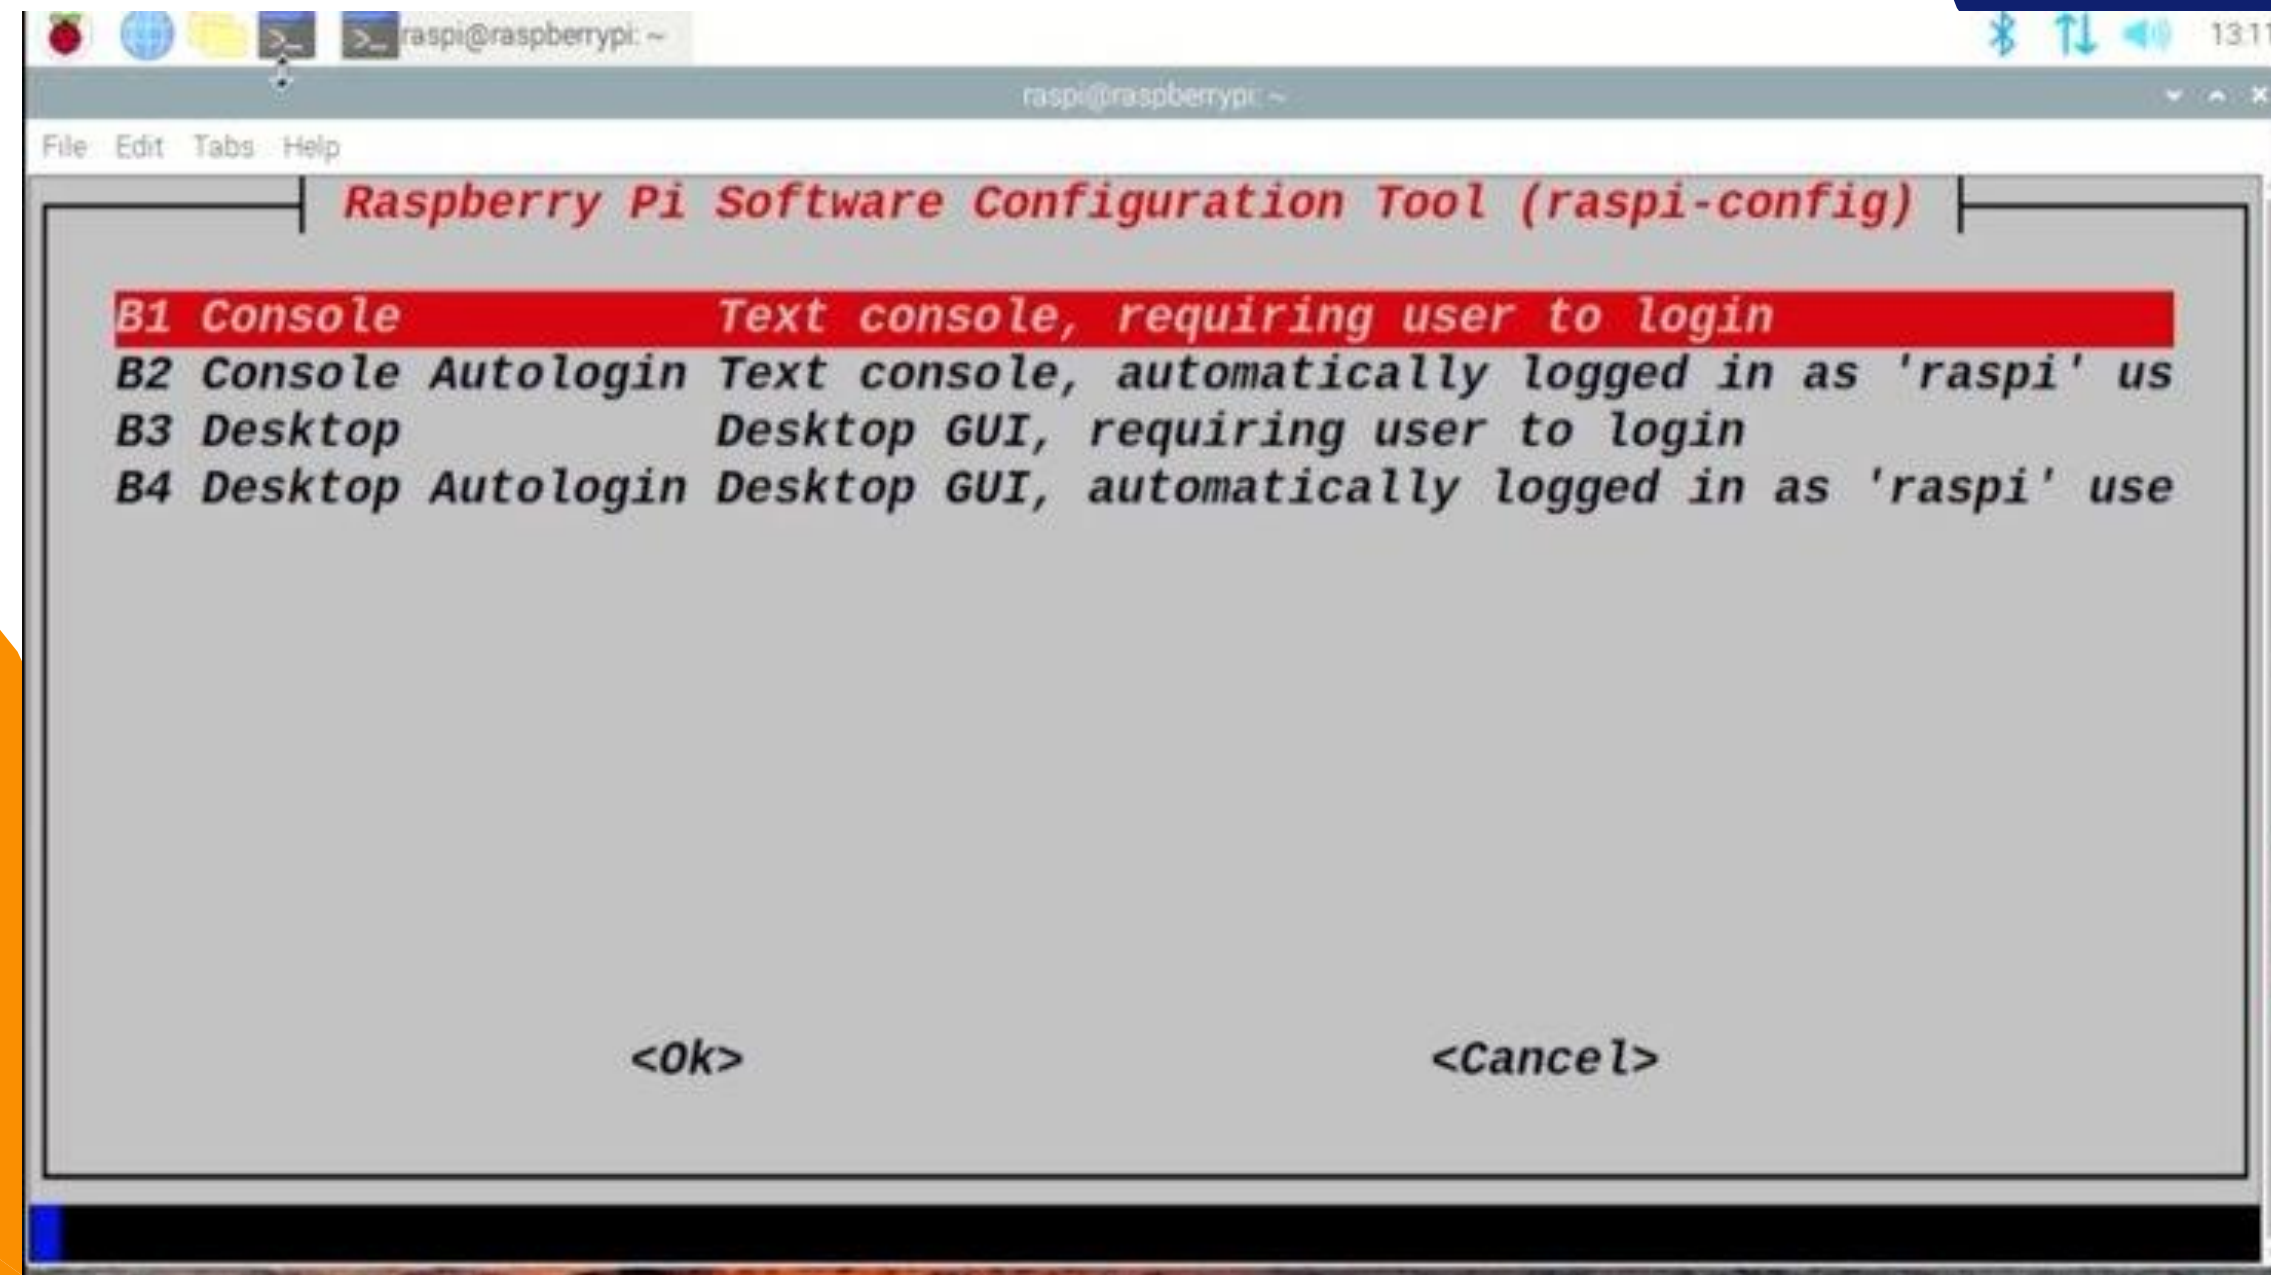 raspi@raspberrypi: ~
13:11
raspi@raspberrypi: ~
File Edit Tabs Help
Raspberry Pi Software Configuration Tool (raspi-config)
B1 Console Text console, requiring user to login
B2 Console Autologin Text console, automatically logged in as 'raspi' us
B3 Desktop Desktop GUI, requiring user to login
B4 Desktop Autologin Desktop GUI, automatically logged in as 'raspi' use
<Ok> <Cancel>